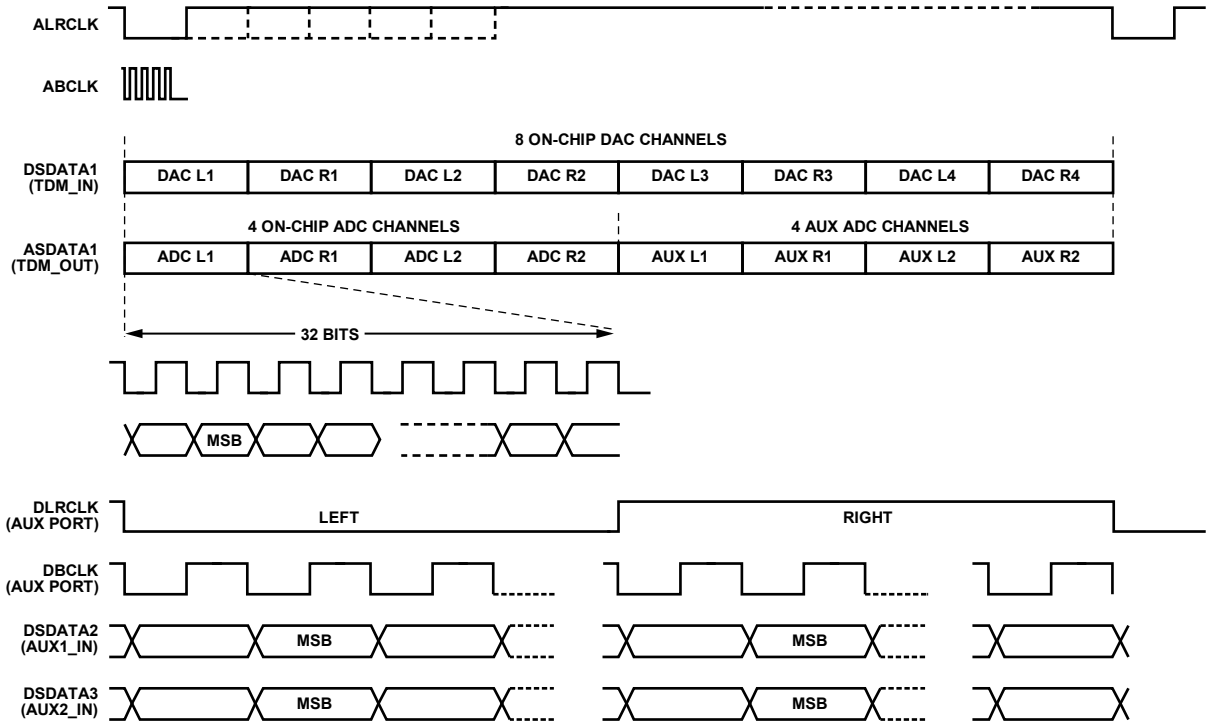 ALRCLK
ABCLK
8 ON-CHIP DAC CHANNELS
DSDATA1
(TDM_IN)
DAC L1 DAC R1 DAC L2 DAC R2 DAC L3 DAC R3 DAC L4 DAC R4
4 ON-CHIP ADC CHANNELS 4 AUX ADC CHANNELS
ASDATA1
(TDM_OUT)
ADC L1 ADC R1 ADC L2 ADC R2 AUX L1 AUX R1 AUX L2 AUX R2
32 BITS
MSB
DLRCLK
(AUX PORT)
LEFT RIGHT
DBCLK
(AUX PORT)
DSDATA2
(AUX1_IN)
MSB MSB
DSDATA3
(AUX2_IN)
MSB MSB